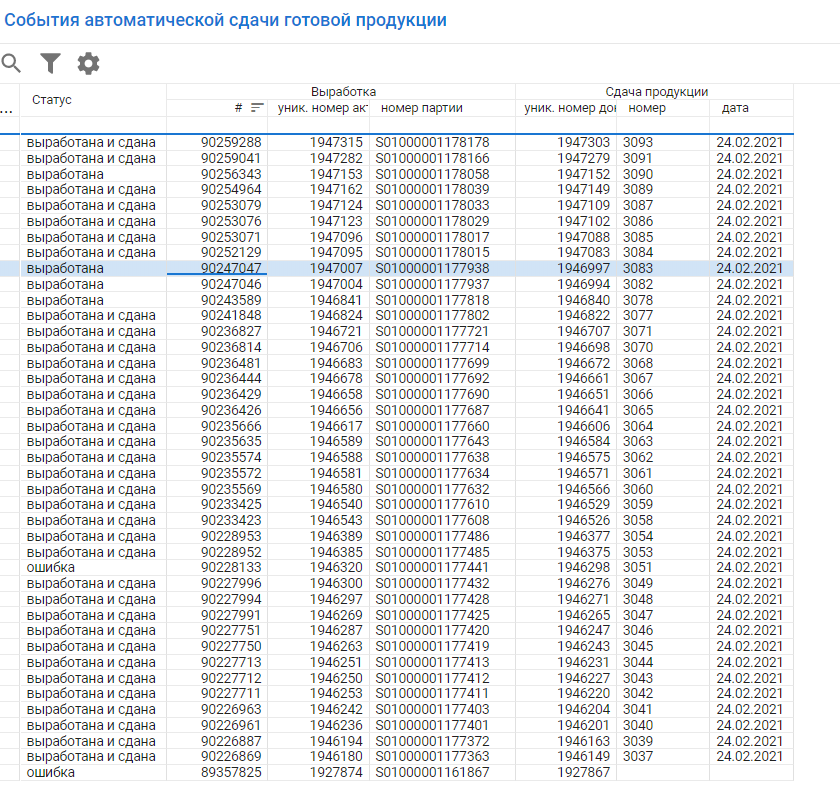 События автоматической сдачи готовой продукции
Выработка Сдача продукции
... Статус # уник. номер акт номер партии уник. номер док номер дата
выработана и сдана 90259288 1947315 S01000001178178 1947303 3093 24.02.2021
выработана и сдана 90259041 1947282 S01000001178166 1947279 3091 24.02.2021
выработана 90256343 1947153 S01000001178058 1947152 3090 24.02.2021
выработана и сдана 90254964 1947162 S01000001178039 1947149 3089 24.02.2021
выработана и сдана 90253079 1947124 S01000001178033 1947109 3087 24.02.2021
выработана и сдана 90253076 1947123 S01000001178029 1947102 3086 24.02.2021
выработана и сдана 90253071 1947096 S01000001178017 1947088 3085 24.02.2021
выработана и сдана 90252129 1947095 S01000001178015 1947083 3084 24.02.2021
выработана 90247047 1947007 S01000001177938 1946997 3083 24.02.2021
выработана 90247046 1947004 S01000001177937 1946994 3082 24.02.2021
выработана 90243589 1946841 S01000001177818 1946840 3078 24.02.2021
выработана и сдана 90241848 1946824 S01000001177802 1946822 3077 24.02.2021
выработана и сдана 90236827 1946721 S01000001177721 1946707 3071 24.02.2021
выработана и сдана 90236814 1946706 S01000001177714 1946698 3070 24.02.2021
выработана и сдана 90236481 1946683 S01000001177699 1946672 3068 24.02.2021
выработана и сдана 90236444 1946678 S01000001177692 1946661 3067 24.02.2021
выработана и сдана 90236429 1946658 S01000001177690 1946651 3066 24.02.2021
выработана и сдана 90236426 1946656 S01000001177687 1946641 3065 24.02.2021
выработана и сдана 90235666 1946617 S01000001177660 1946606 3064 24.02.2021
выработана и сдана 90235635 1946589 S01000001177643 1946584 3063 24.02.2021
выработана и сдана 90235574 1946588 S01000001177638 1946575 3062 24.02.2021
выработана и сдана 90235572 1946581 S01000001177634 1946571 3061 24.02.2021
выработана и сдана 90235569 1946580 S01000001177632 1946566 3060 24.02.2021
выработана и сдана 90233425 1946540 S01000001177610 1946529 3059 24.02.2021
выработана и сдана 90233423 1946543 S01000001177608 1946526 3058 24.02.2021
выработана и сдана 90228953 1946389 S01000001177486 1946377 3054 24.02.2021
выработана и сдана 90228952 1946385 S01000001177485 1946375 3053 24.02.2021
ошибка 90228133 1946320 S01000001177441 1946298 3051 24.02.2021
выработана и сдана 90227996 1946300 S01000001177432 1946276 3049 24.02.2021
выработана и сдана 90227994 1946297 S01000001177428 1946271 3048 24.02.2021
выработана и сдана 90227991 1946269 S01000001177425 1946265 3047 24.02.2021
выработана и сдана 90227751 1946287 S01000001177420 1946247 3046 24.02.2021
выработана и сдана 90227750 1946263 S01000001177419 1946243 3045 24.02.2021
выработана и сдана 90227713 1946251 S01000001177413 1946231 3044 24.02.2021
выработана и сдана 90227712 1946250 S01000001177412 1946227 3043 24.02.2021
выработана и сдана 90227711 1946253 S01000001177411 1946220 3042 24.02.2021
выработана и сдана 90226963 1946242 S01000001177403 1946204 3041 24.02.2021
выработана и сдана 90226961 1946236 S01000001177401 1946201 3040 24.02.2021
выработана и сдана 90226887 1946194 S01000001177372 1946163 3039 24.02.2021
выработана и сдана 90226869 1946180 S01000001177363 1946149 3037 24.02.2021
ошибка 89357825 1927874 S01000001161867 1927867